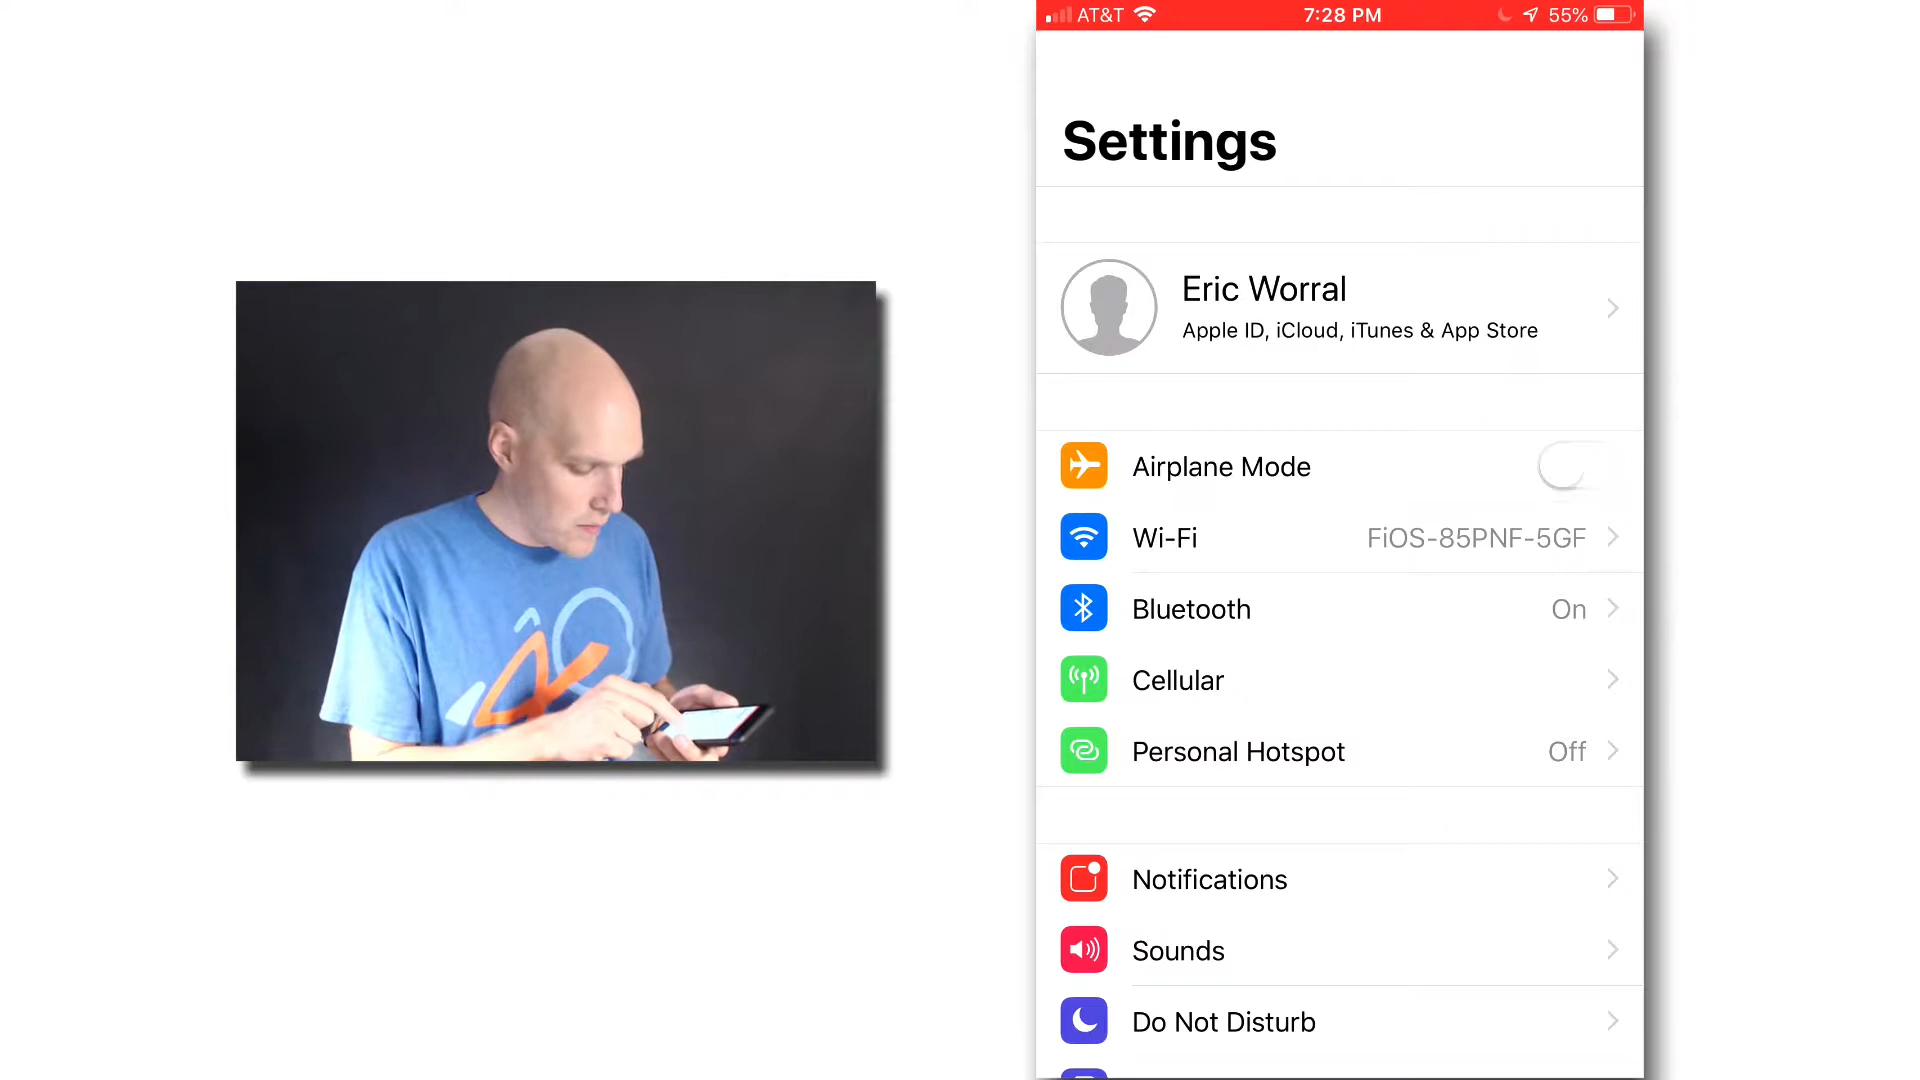 AT&T 7:28 PM 55%
Settings
Eric Worral
Apple ID, iCloud, iTunes & App Store
Airplane Mode
Wi-Fi FiOS-85PNF-5GF
Bluetooth On
Cellular
Personal Hotspot Off
Notifications
Sounds
Do Not Disturb